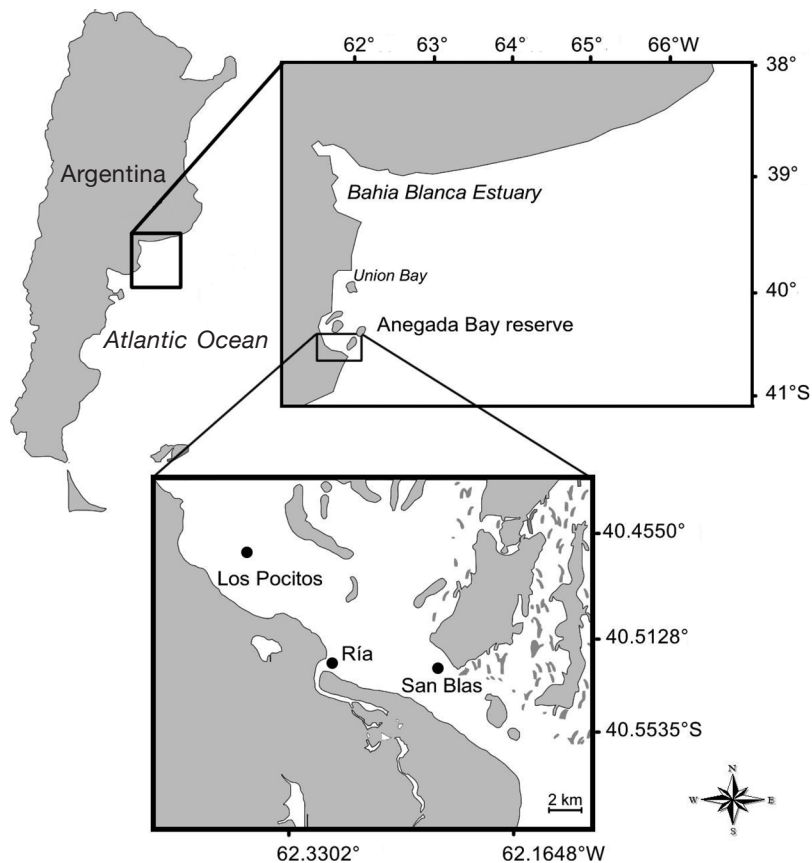 62° 63° 64° 65° 66°W
38°
Argentina
39°
Bahia Blanca Estuary
Union Bay
40°
Anegada Bay reserve
Atlantic Ocean
41°S
40.4550°
Los Pocitos
40.5128°
Ría
San Blas
40.5535°S
2 km
N
W E
S
62.3302° 62.1648°W